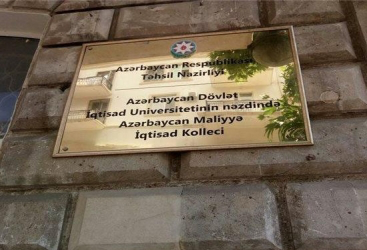 Azərbaycan Respublikası
Təhsil Nazirliyi
Azərbaycan Dövlət
İqtisad Universitetinin nəzdində
Azərbaycan Maliyyə
İqtisad Kolleci